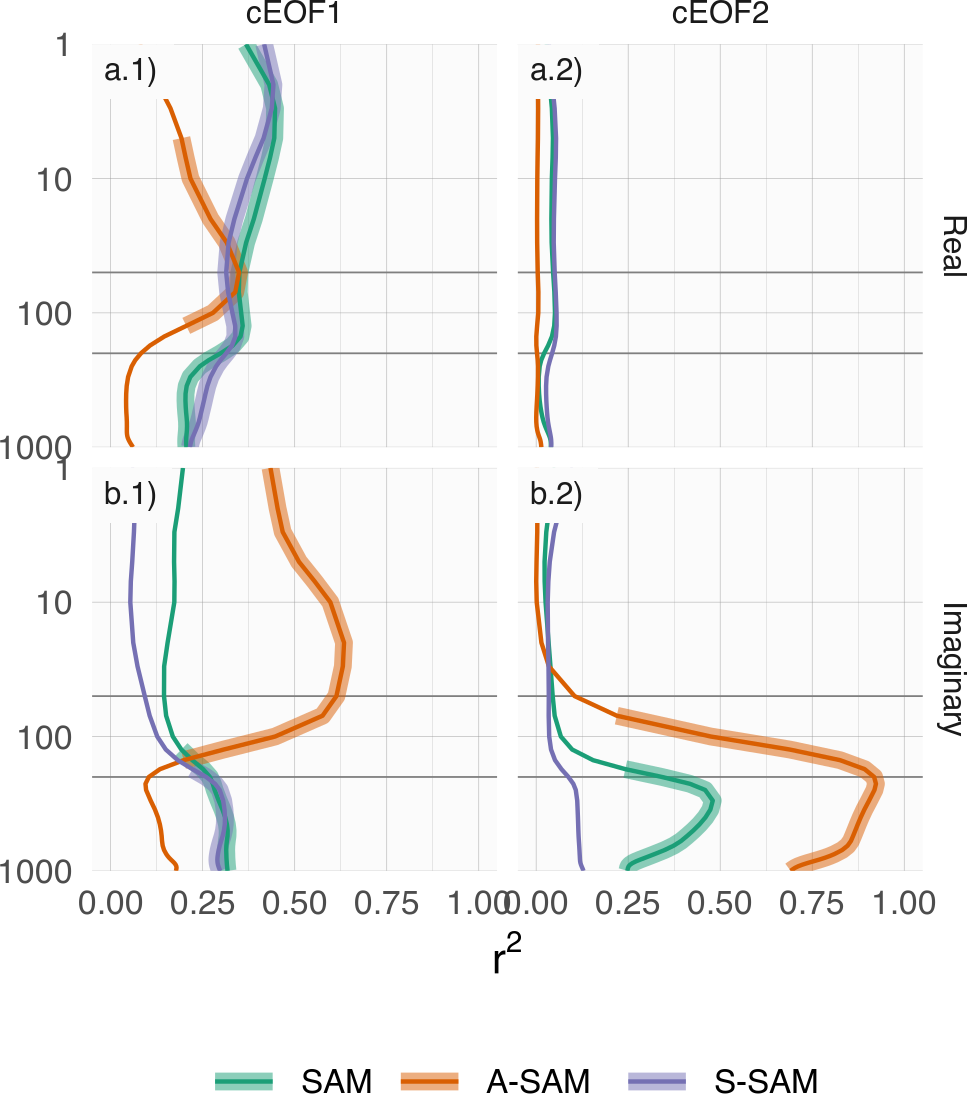 cEOF1 cEOF2
1
a.1) a.2)
10
Real
100
1000
1
b.1) b.2)
10
Imaginary
100
1000
0.00 0.25 0.50 0.75 1.00 0.00 0.25 0.50 0.75 1.00
r²
SAM A-SAM S-SAM